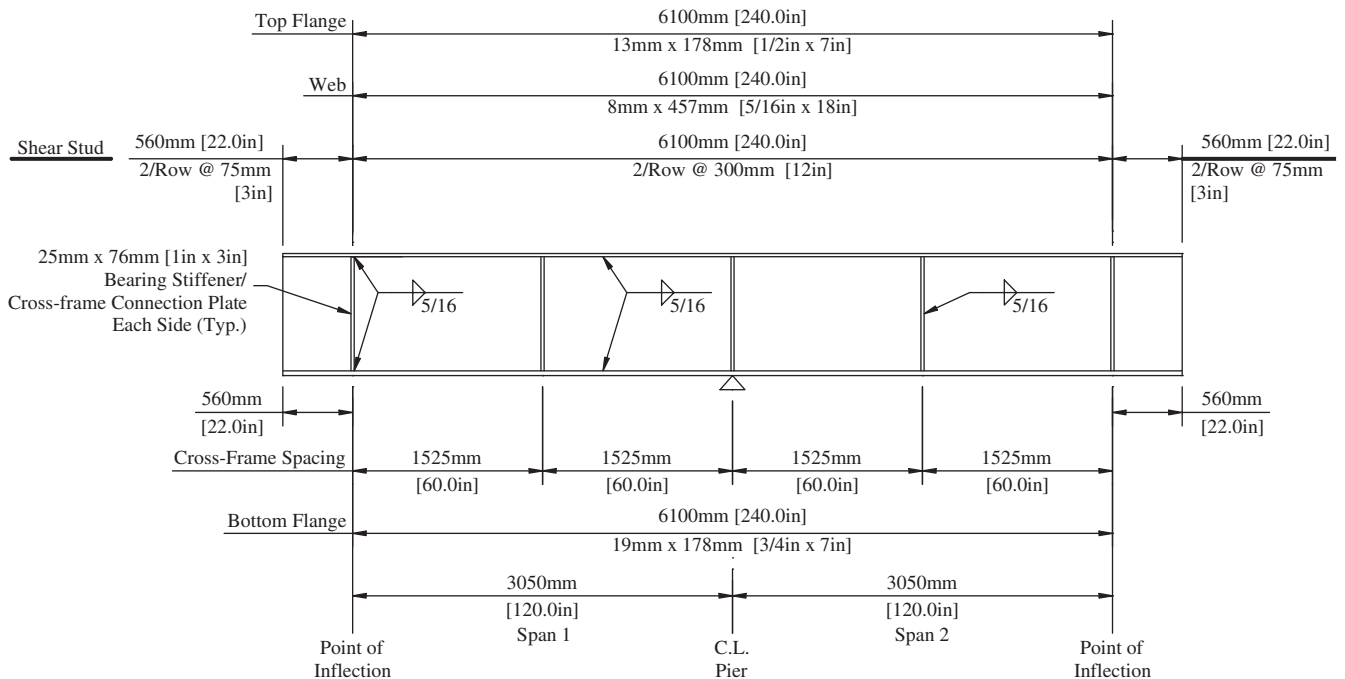 Top Flange
6100mm [240.0in]
13mm x 178mm [1/2in x 7in]
Web
6100mm [240.0in]
8mm x 457mm [5/16in x 18in]
Shear Stud
560mm [22.0in]
2/Row @ 75mm
[3in]
6100mm [240.0in]
2/Row @ 300mm [12in]
560mm [22.0in]
2/Row @ 75mm
[3in]
25mm x 76mm [1in x 3in]
Bearing Stiffener/
Cross-frame Connection Plate
Each Side (Typ.)
5/16
5/16
5/16
560mm
[22.0in]
560mm
[22.0in]
Cross-Frame Spacing
1525mm
[60.0in]
1525mm
[60.0in]
1525mm
[60.0in]
1525mm
[60.0in]
Bottom Flange
6100mm [240.0in]
19mm x 178mm [3/4in x 7in]
3050mm
[120.0in]
Span 1
3050mm
[120.0in]
Span 2
Point of
Inflection
C.L.
Pier
Point of
Inflection